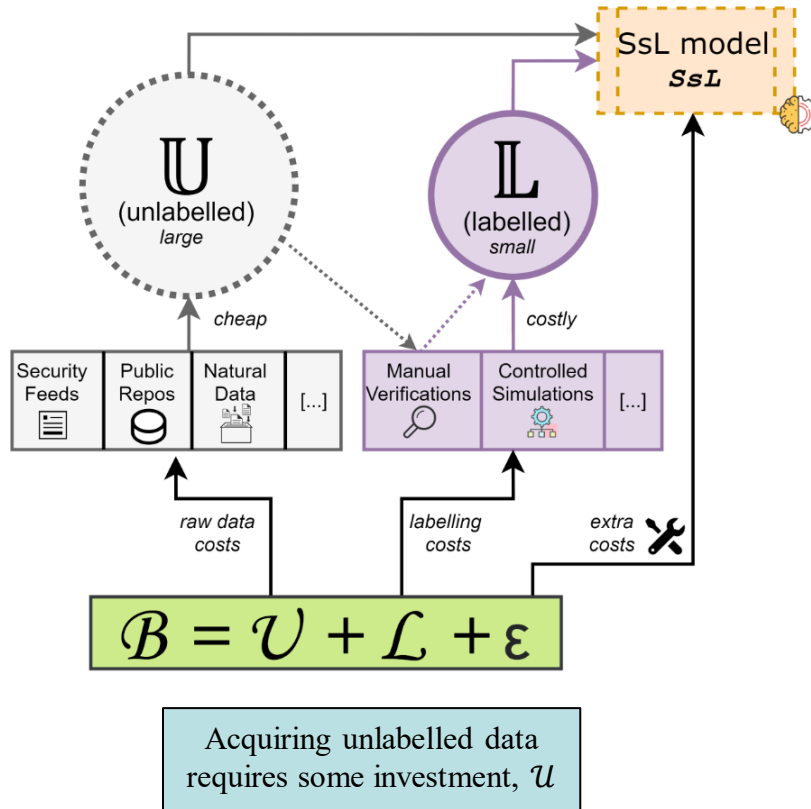 SsL model
SsL
𝕌
(unlabelled)
large
𝕃
(labelled)
small
cheap
costly
Security
Feeds
Public
Repos
Natural
Data
[...]
Manual
Verifications
Controlled
Simulations
[...]
raw data
costs
labelling
costs
extra
costs
ℬ = 𝒰 + ℒ + ε
Acquiring unlabelled data
requires some investment, 𝒰